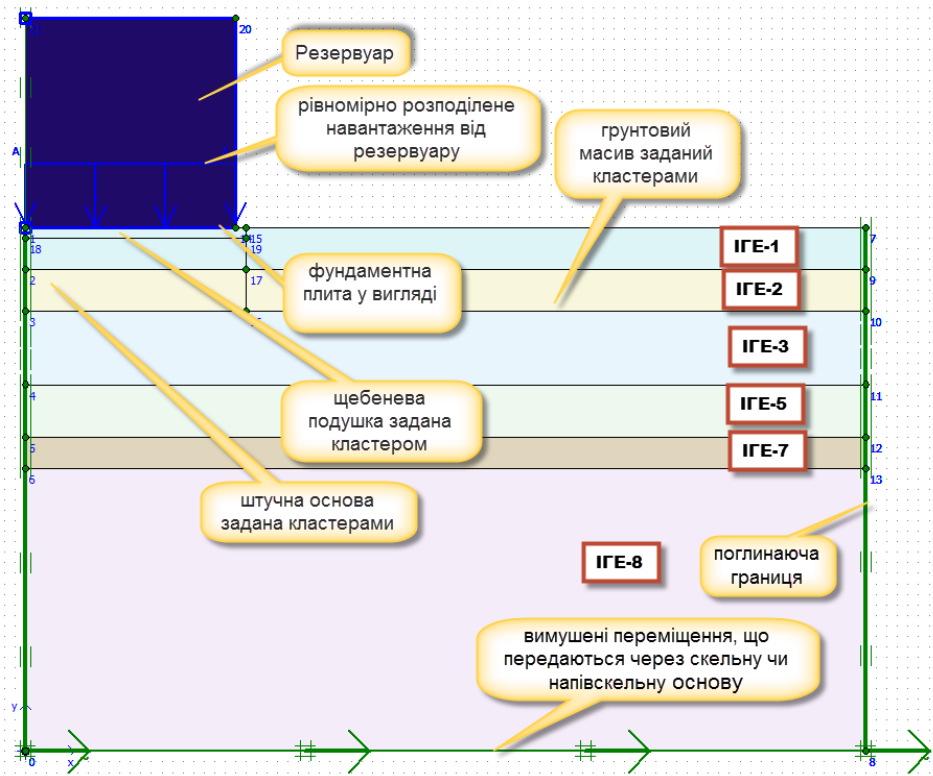 20
Резервуар
рівномірно розподілене
навантаження від
резервуару
грунтовий
масив заданий
кластерами
A
1
15
7
18
19
ІГЕ-1
фундаментна
плита у вигляді
2
17
9
ІГЕ-2
3
10
ІГЕ-3
щебенева
подушка задана
кластером
4
11
ІГЕ-5
5
12
ІГЕ-7
6
13
штучна основа
задана кластерами
поглинаюча
границя
ІГЕ-8
вимушені переміщення, що
передаються через скельну чи
напівскельну основу
y
0
x
8